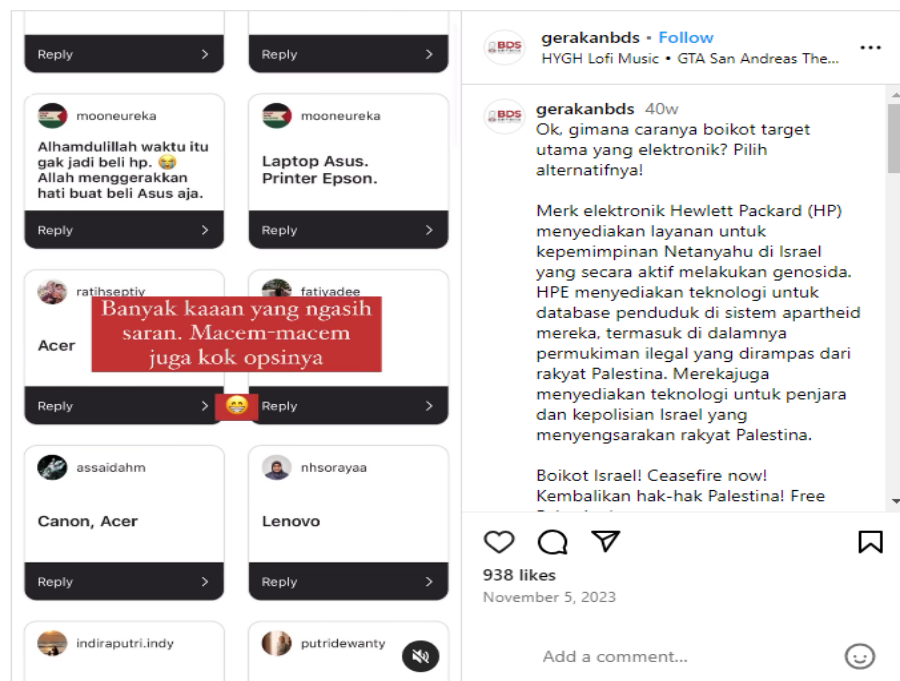 Reply
Reply
mooneureka
Alhamdulillah waktu itu
gak jadi beli hp. 😭
Allah menggerakkan
hati buat beli Asus aja.
Reply
mooneureka
Laptop Asus.
Printer Epson.
Reply
ratihseptiv
Acer
Reply
fatiyadee
Reply
Banyak kaaan yang ngasih
saran. Macem-macem
juga kok opsinya
😁
assaidahm
Canon, Acer
Reply
nhsorayaa
Lenovo
Reply
indiraputri.indy
putridewanty
BDS
gerakanbds • Follow
HYGH Lofi Music • GTA San Andreas The...
BDS
gerakanbds 40w
Ok, gimana caranya boikot target
utama yang elektronik? Pilih
alternatifnya!
Merk elektronik Hewlett Packard (HP)
menyediakan layanan untuk
kepemimpinan Netanyahu di Israel
yang secara aktif melakukan genosida.
HPE menyediakan teknologi untuk
database penduduk di sistem apartheid
mereka, termasuk di dalamnya
permukiman ilegal yang dirampas dari
rakyat Palestina. Merekajuga
menyediakan teknologi untuk penjara
dan kepolisian Israel yang
menyengsarakan rakyat Palestina.
Boikot Israel! Ceasefire now!
Kembalikan hak-hak Palestina! Free
938 likes
November 5, 2023
Add a comment...